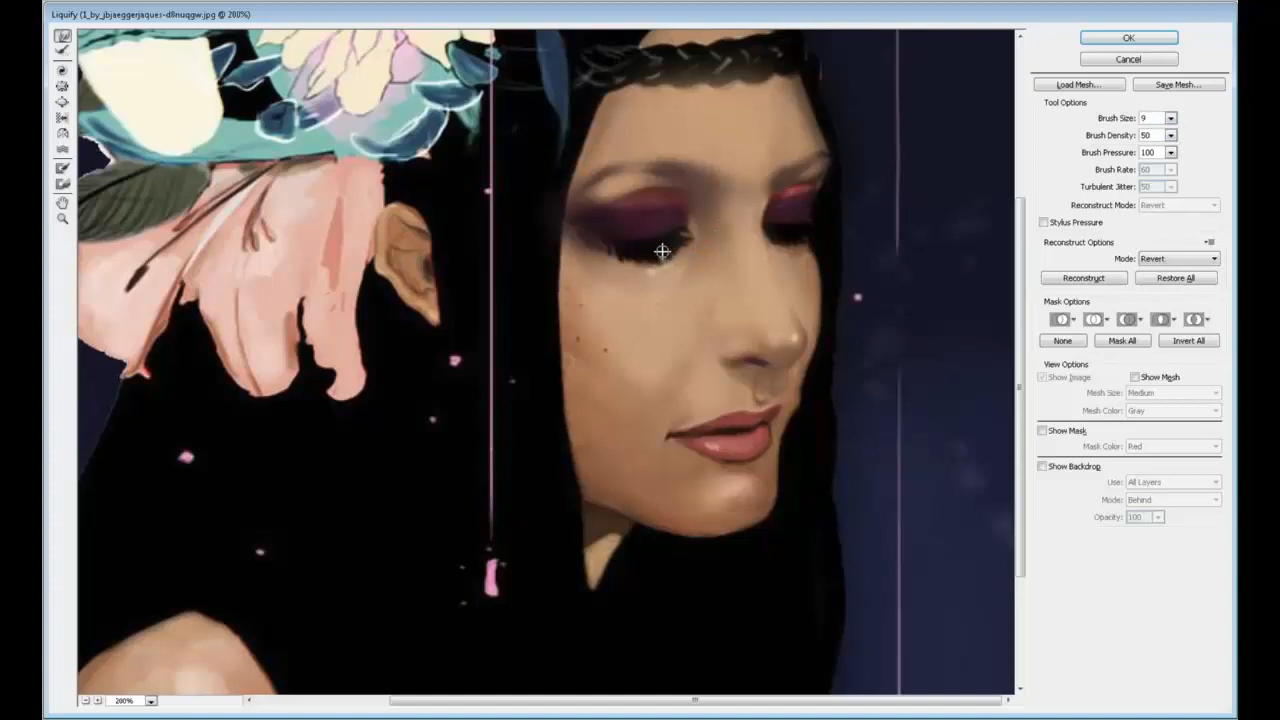 Liquify (1_by_jbjaeggerjaques-d8nuqgw.jpg @ 200%)
OK
Cancel
Load Mesh...
Save Mesh...
Tool Options
Brush Size: 9
Brush Density: 50
Brush Pressure: 100
Brush Rate: 60
Turbulent Jitter: 50
Reconstruct Mode: Revert
Stylus Pressure
Reconstruct Options
Mode: Revert
Reconstruct
Restore All
Mask Options
None
Mask All
Invert All
View Options
Show Image
Show Mesh
Mesh Size: Medium
Mesh Color: Gray
Show Mask
Mask Color: Red
Show Backdrop
Use: All Layers
Mode: Behind
Opacity: 100
200%